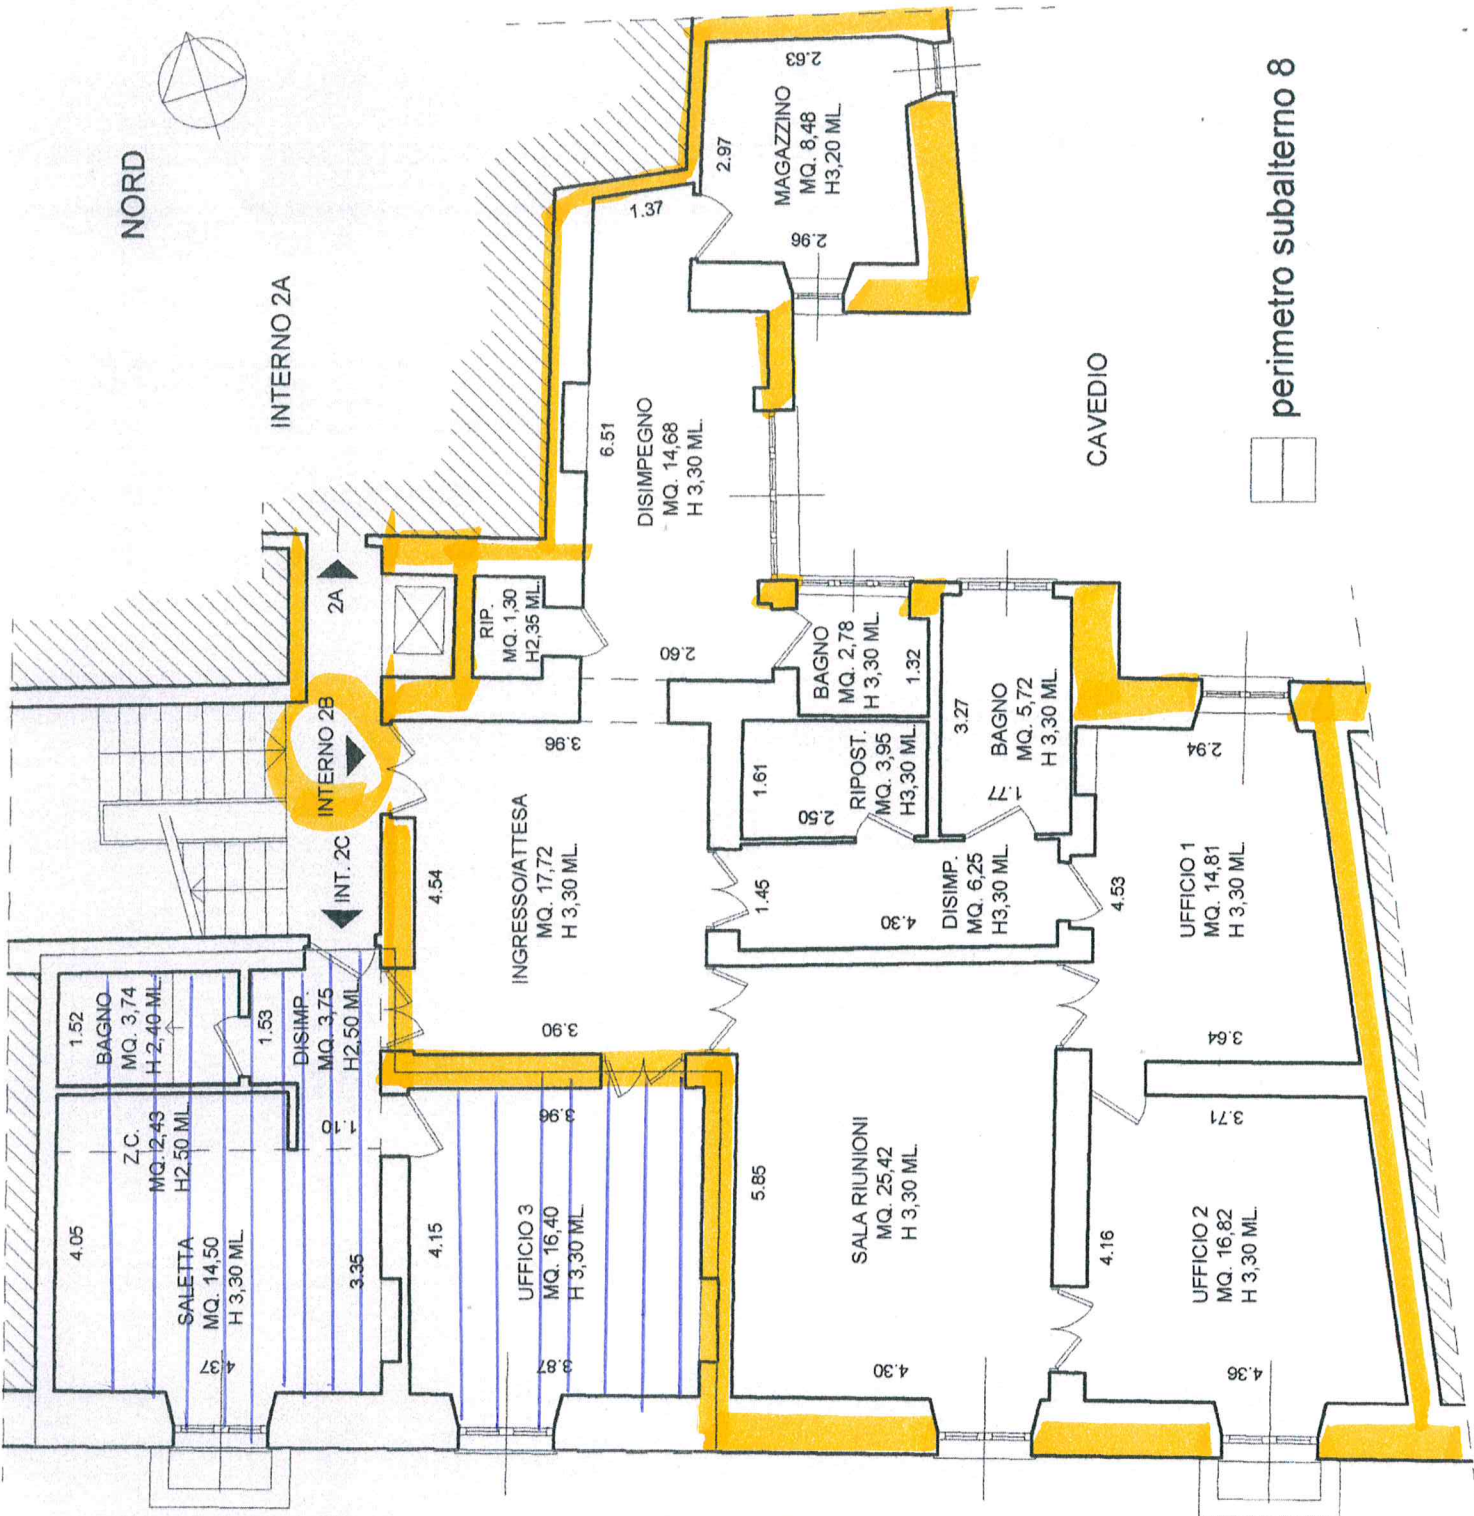 NORD
INTERNO 2A
2A
INTERNO 2B
INT. 2C
2.63
MAGAZZINO
MQ. 8,48
H3,20 ML.
2.97
2.96
1.37
DISIMPEGNO
MQ. 14,68
H 3,30 ML.
6.51
2.60
RIP.
MQ. 1,30
H2,35 ML.
BAGNO
MQ. 2,78
H 3,30 ML.
1.32
BAGNO
MQ. 5,72
H 3,30 ML.
3.27
1.77
RIPOST.
MQ. 3,95
H3,30 ML.
1.61
2.50
INGRESSO/ATTESA
MQ. 17,72
H 3,30 ML.
3.96
4.54
3.90
DISIMP.
MQ. 6,25
H3,30 ML.
1.45
4.30
UFFICIO 1
MQ. 14,81
H 3,30 ML.
2.94
4.53
3.64
BAGNO
MQ. 3,74
H 2,40 ML.
1.52
DISIMP.
MQ. 3,75
H2,50 ML.
1.53
1.10
Z.C.
MQ. 2,43
H2,50 ML.
SALETTA
MQ. 14,50
H 3,30 ML.
4.05
3.35
4.37
UFFICIO 3
MQ. 16,40
H 3,30 ML.
3.96
4.15
3.87
SALA RIUNIONI
MQ. 25,42
H 3,30 ML.
5.85
4.30
UFFICIO 2
MQ. 16,82
H 3,30 ML.
3.71
4.16
4.36
CAVEDIO
perimetro subalterno 8